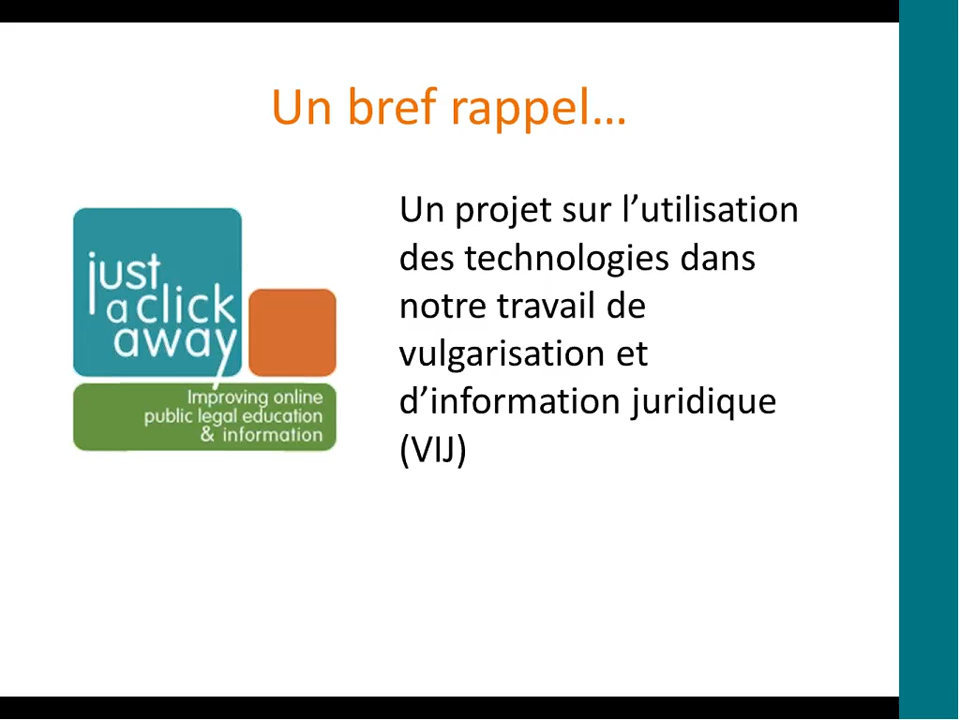 Un bref rappel…
just
a click
away
Improving online
public legal education
& information
Un projet sur l’utilisation
des technologies dans
notre travail de
vulgarisation et
d’information juridique
(VIJ)